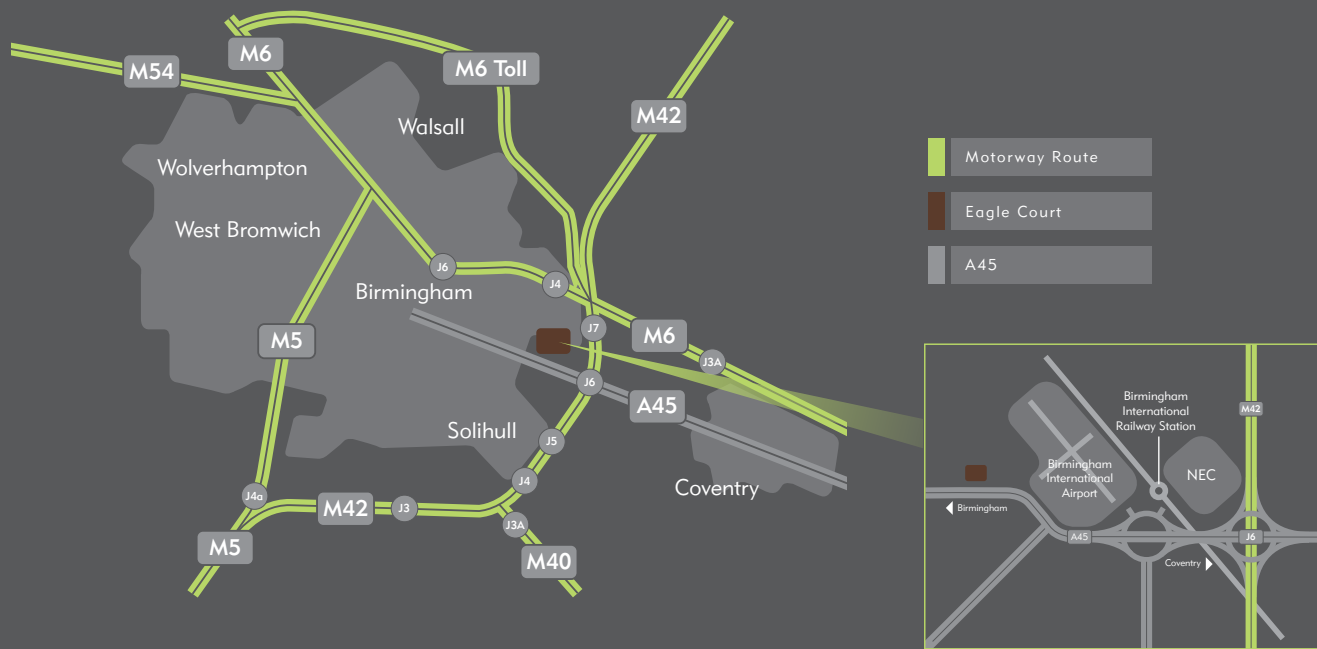 M6
M54
M6 Toll
M42
Walsall
Wolverhampton
West Bromwich
J6
J4
Birmingham
M5
J7
M6
J3A
J6
A45
Solihull
J5
J4
Coventry
J4a
M42
J3
J3A
M5
M40
Motorway Route
Eagle Court
A45
Birmingham
International
Railway Station
M42
Birmingham
International
Airport
NEC
Birmingham
A45
J6
Coventry